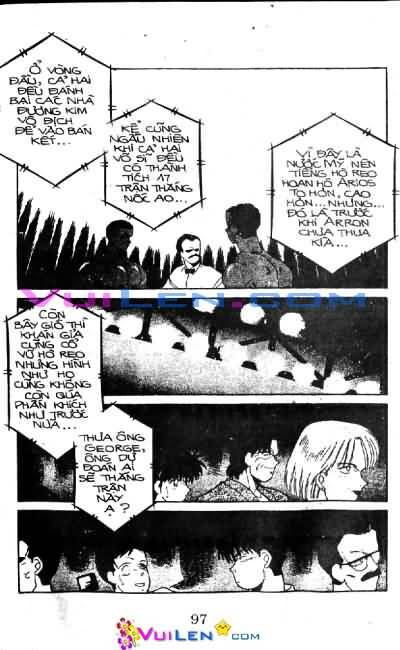 Ở VÒNG
ĐẤU, CẢ HAI
ĐỀU ĐÁNH
BẠI CÁC NHÀ
ĐƯƠNG KIM
VÔ ĐỊCH
ĐỂ VÀO BÁN
KẾT...
KỂ CŨNG
NGẪU NHIÊN
KHI CẢ HAI
VÕ SĨ ĐỀU
CÓ THÀNH
TÍCH 17
TRẬN THẮNG
NỐC AO...
VÌ ĐÂY LÀ
NƯỚC MỸ NÊN
TIẾNG HÒ REO
HOAN HÔ ARIOS
TO HƠN, CAO
HƠN... NHƯNG...
ĐÓ LÀ TRƯỚC
KHI ARRON
CHƯA THUA
KIA...
VUILEN.COM
CÒN
BÂY GIỜ THÌ
KHÁN GIẢ
CŨNG CỔ
VŨ HÒ REO
NHƯNG HÌNH
NHƯ HỌ
CŨNG KHÔNG
CÒN QUÁ
PHẤN KHÍCH
NHƯ TRƯỚC
NỮA...
THƯA ÔNG
GEORGE,
ÔNG DỰ
ĐOÁN AI
SẼ THẮNG
TRẬN
NÀY
Ạ?
97
VUILEN.COM